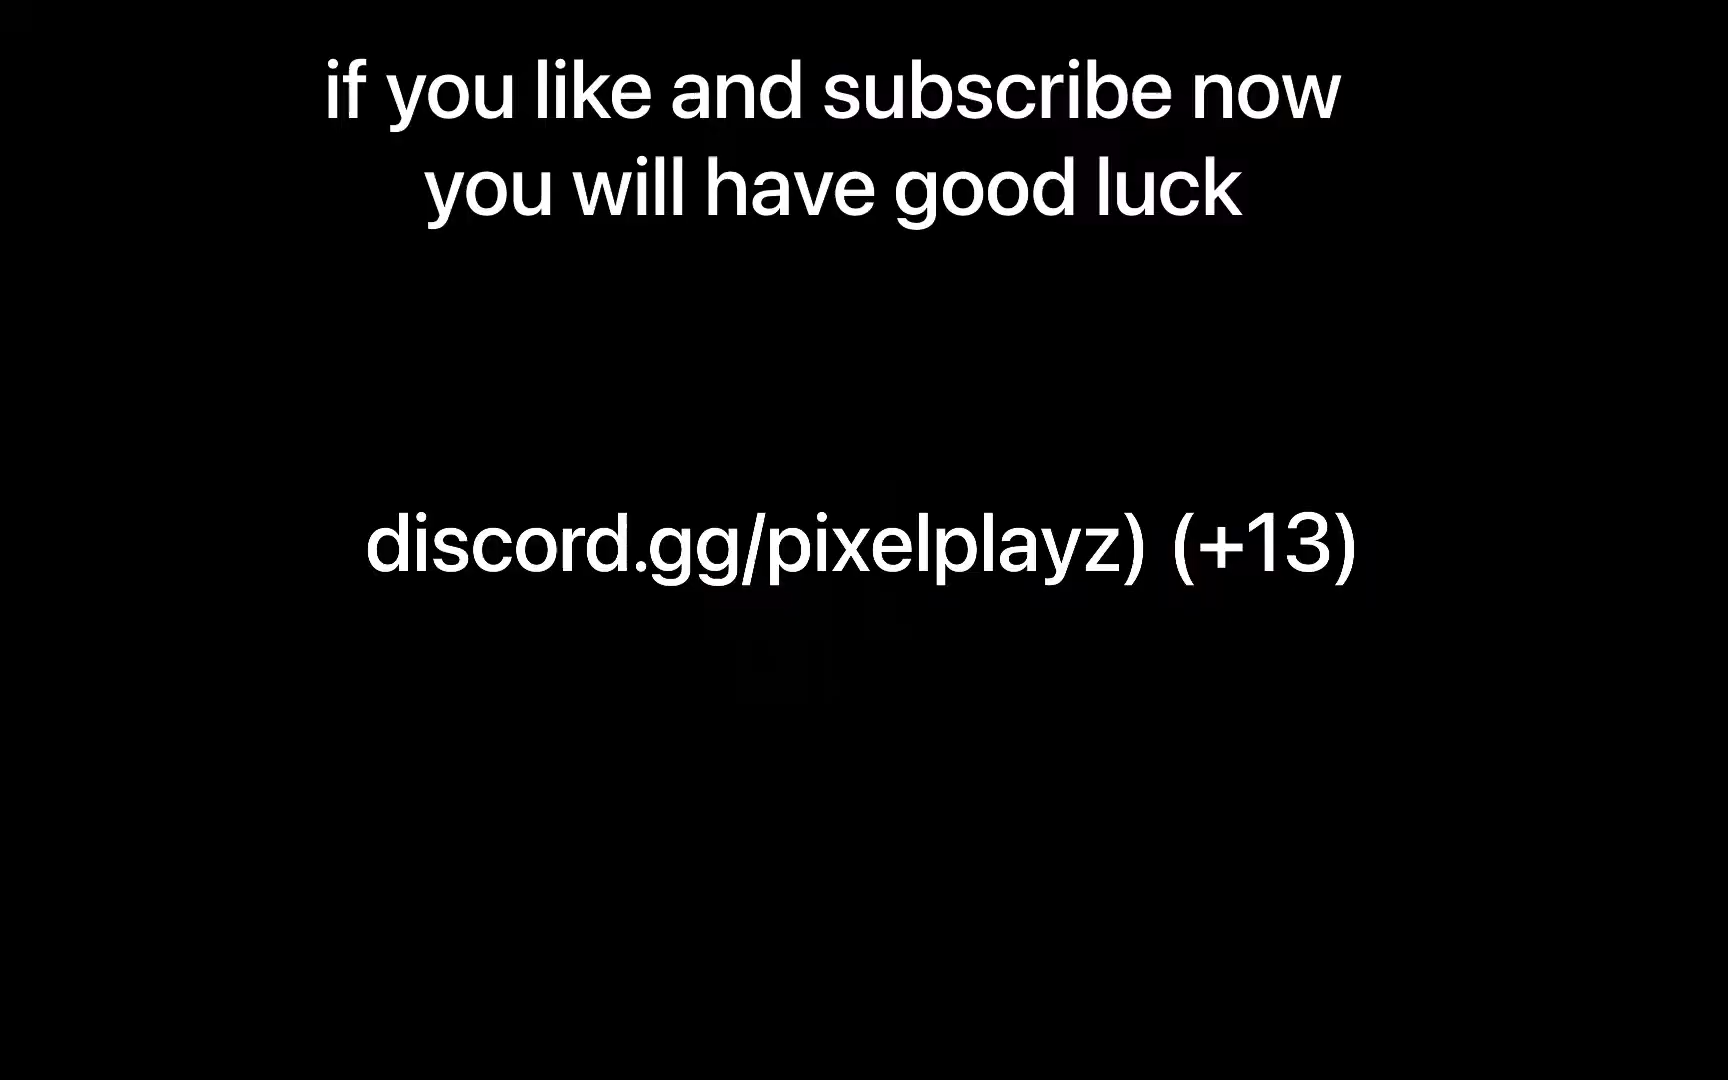 if you like and subscribe now
you will have good luck
discord.gg/pixelplayz) (+13)